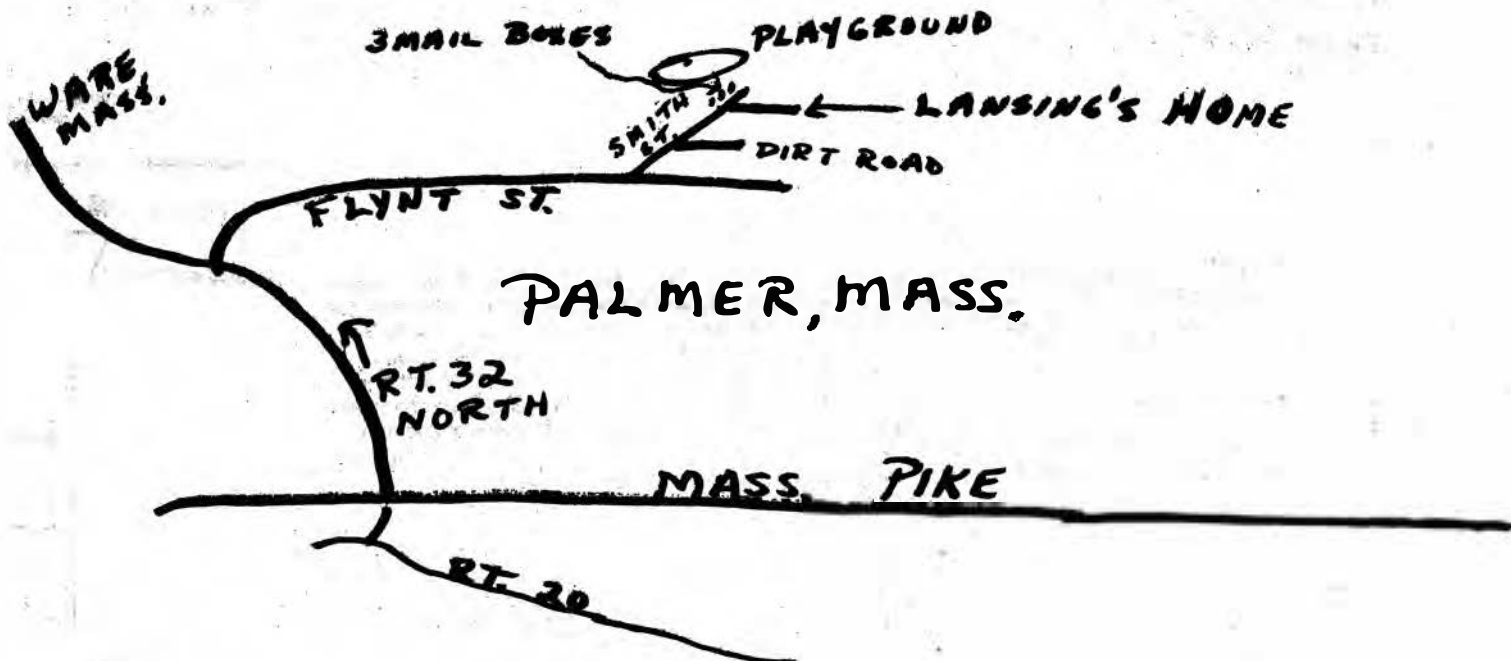 3 MAIL BOXES
PLAYGROUND
WARE
MASS.
SMITH
ST.
LANSING'S HOME
DIRT ROAD
FLYNT ST.
PALMER, MASS.
RT. 32
NORTH
MASS. PIKE
RT. 20